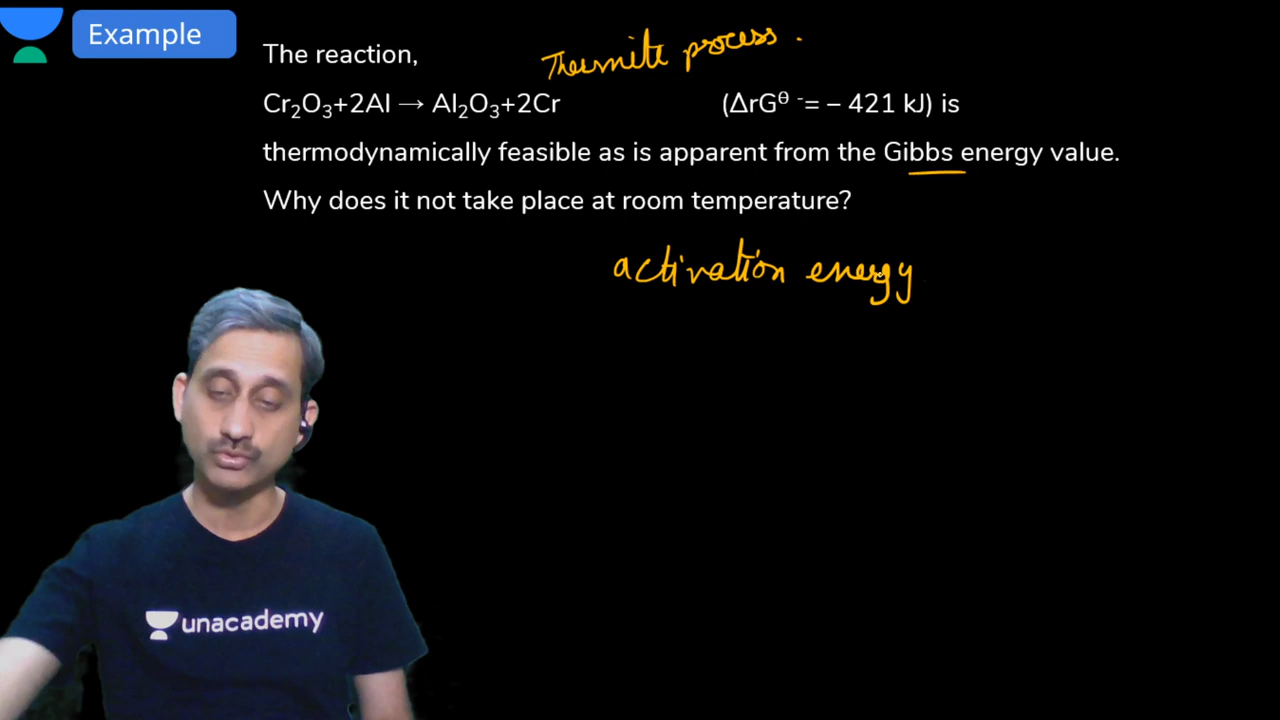 Example
Thermite process.
The reaction,
Cr₂O₃+2Al → Al₂O₃+2Cr (ΔrG⁰ ⁻= – 421 kJ) is
thermodynamically feasible as is apparent from the Gibbs energy value.
Why does it not take place at room temperature?
activation energy
unacademy